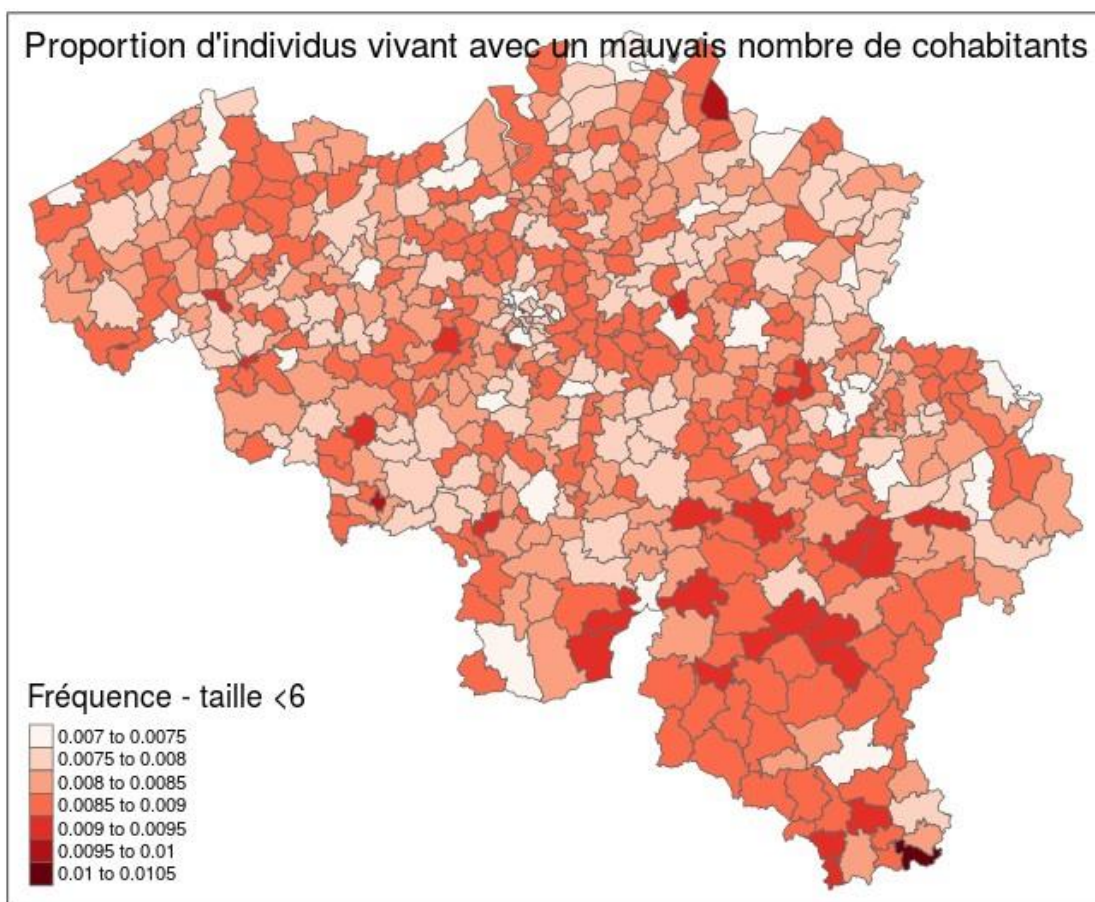 Proportion d'individus vivant avec un mauvais nombre de cohabitants
Fréquence - taille <6
0.007 to 0.0075
0.0075 to 0.008
0.008 to 0.0085
0.0085 to 0.009
0.009 to 0.0095
0.0095 to 0.01
0.01 to 0.0105